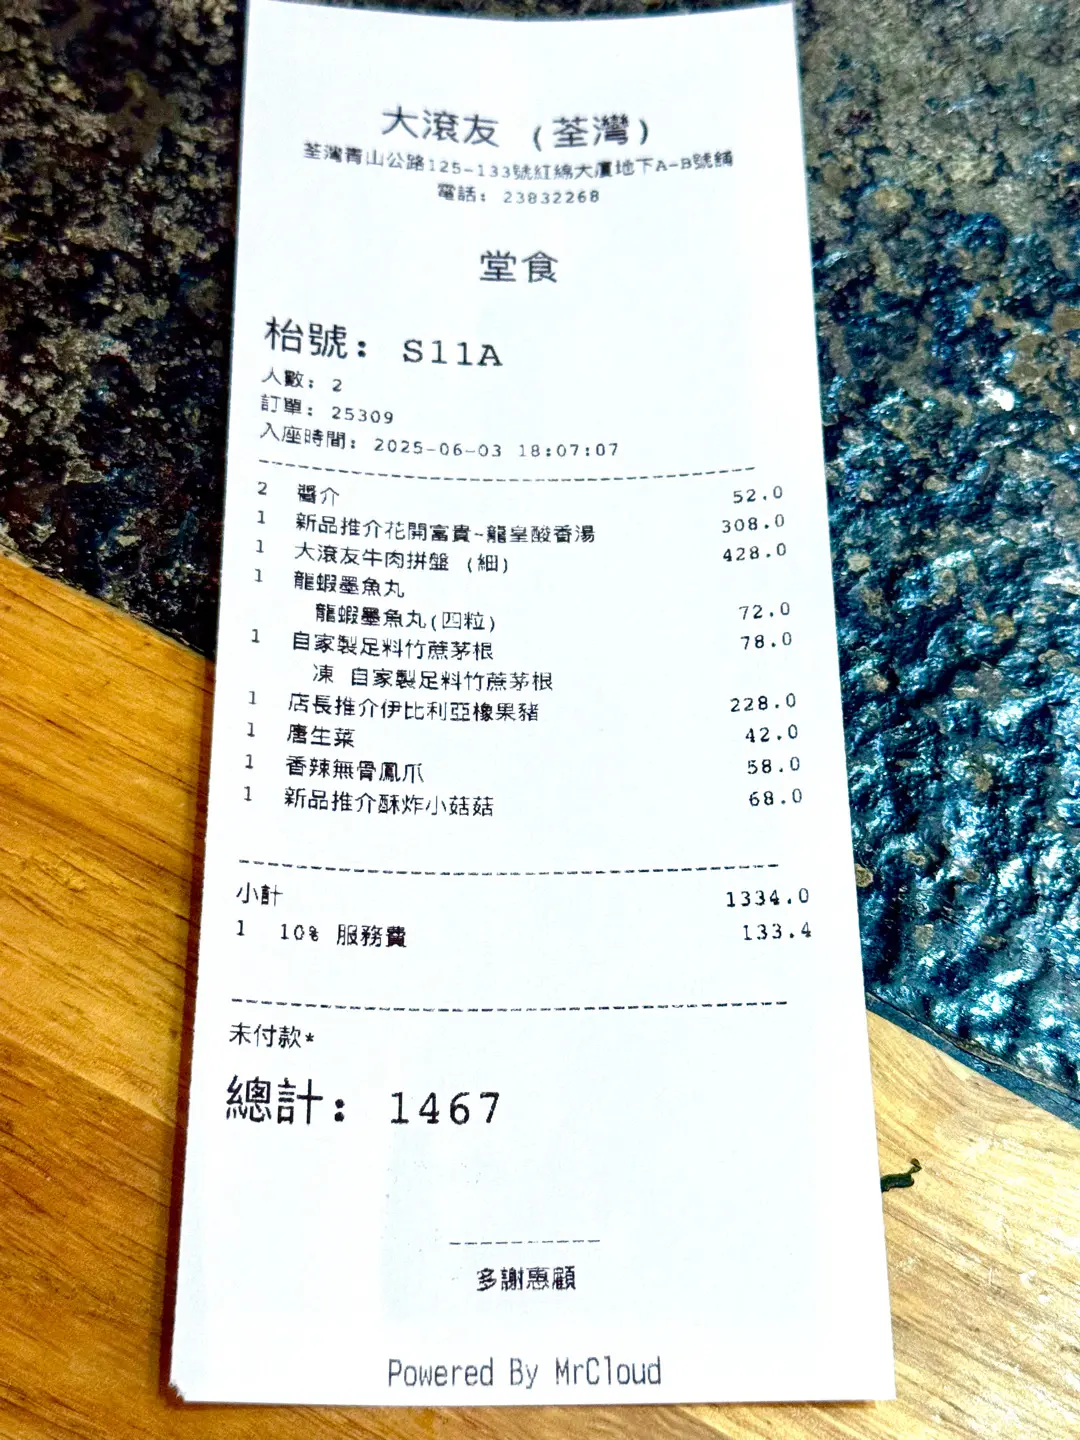 大滾友 (荃灣)
荃灣青山公路125-133號紅綿大廈地下A-B號舖
電話: 23832268
堂食
枱號: S11A
人數: 2
訂單: 25309
入座時間: 2025-06-03 18:07:07
2 醬介 52.0
1 新品推介花開富貴~龍皇酸香湯 308.0
1 大滾友牛肉拼盤 (細) 428.0
1 龍蝦墨魚丸
龍蝦墨魚丸(四粒) 72.0
1 自家製足料竹蔗茅根 78.0
凍 自家製足料竹蔗茅根
1 店長推介伊比利亞橡果豬 228.0
1 唐生菜 42.0
1 香辣無骨鳳爪 58.0
1 新品推介酥炸小菇菇 68.0
小計 1334.0
1 10% 服務費 133.4
未付款*
總計: 1467
多謝惠顧
Powered By MrCloud